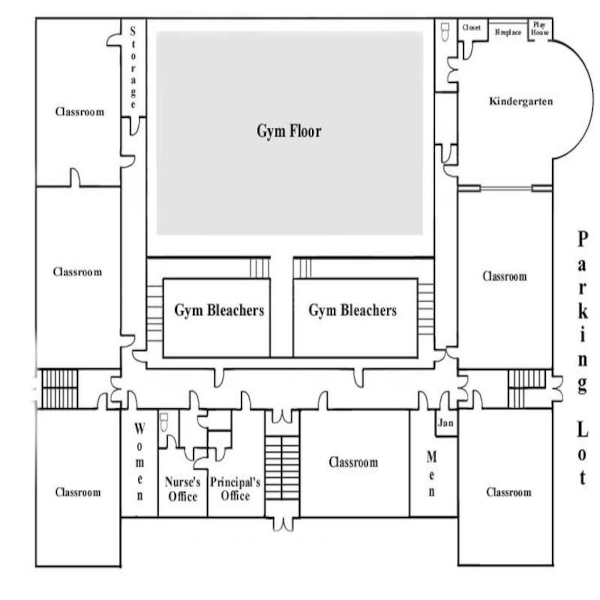 Storage
Closet
Fireplace
Play
House
Classroom
Kindergarten
Gym Floor
Classroom
Classroom
Parking Lot
Gym Bleachers
Gym Bleachers
Women
Jan
Men
Classroom
Nurse's
Office
Principal's
Office
Classroom
Classroom